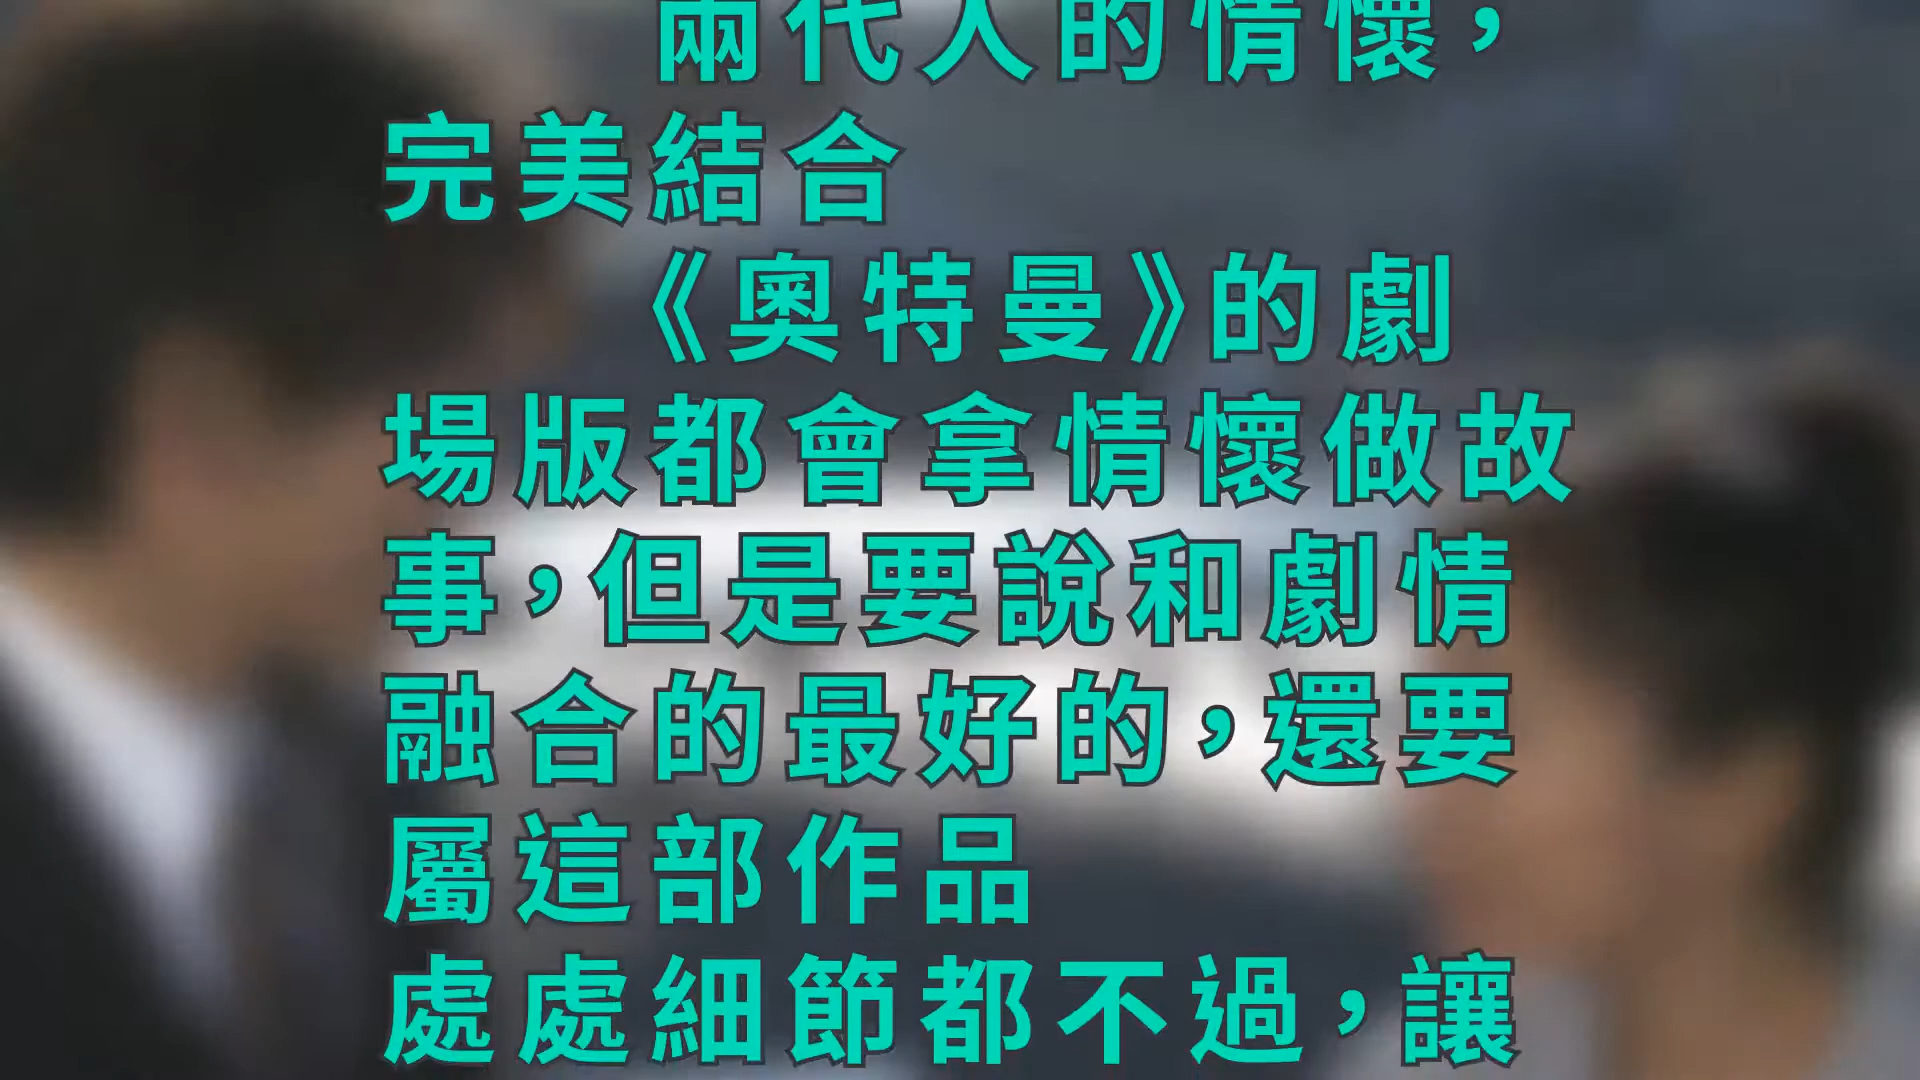 兩代人的情懷，
完美結合
《奧特曼》的劇
場版都會拿情懷做故
事，但是要說和劇情
融合的最好的，還要
屬這部作品
處處細節都不過，讓